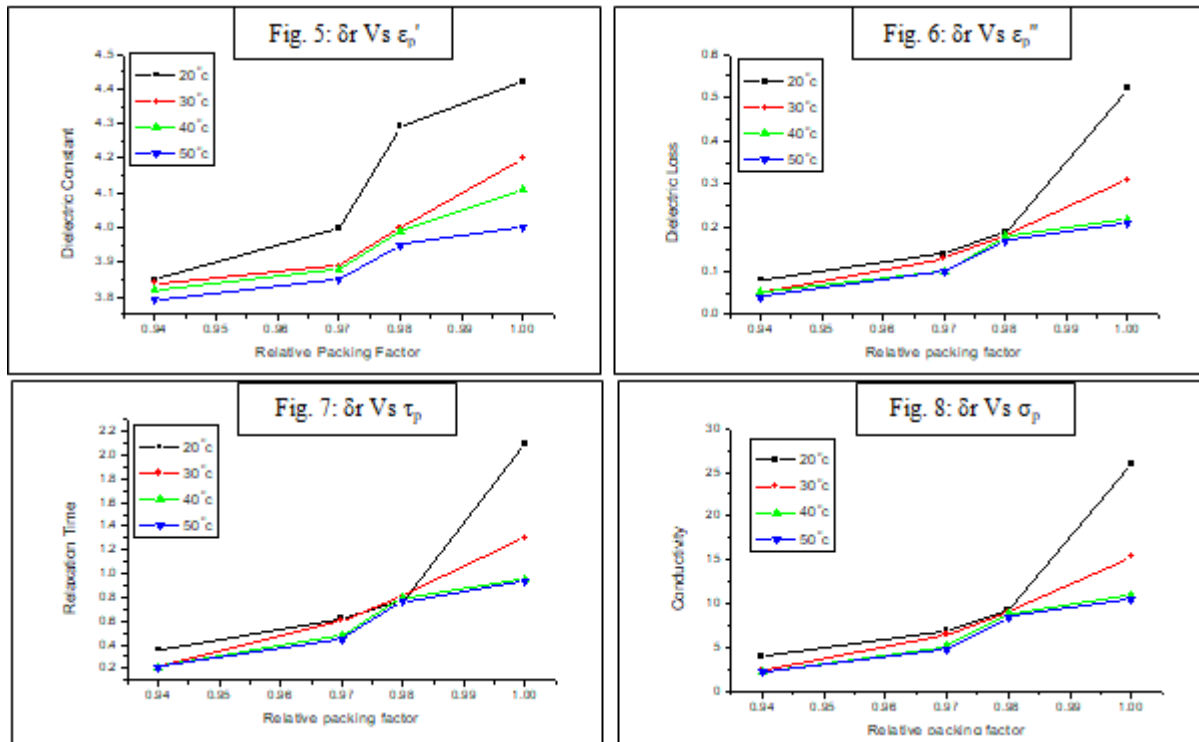 Fig. 5: δr Vs εp'
4.5
4.4
4.3
4.2
4.1
4.0
3.9
3.8
Dielectric Constant
20°c
30°c
40°c
50°c
0.94 0.95 0.96 0.97 0.98 0.99 1.00
Relative Packing Factor
Fig. 6: δr Vs εp"
0.6
0.5
0.4
0.3
0.2
0.1
0.0
Dielectric Loss
20°c
30°c
40°c
50°c
0.94 0.95 0.96 0.97 0.98 0.99 1.00
Relative packing factor
Fig. 7: δr Vs τp
2.2
2.0
1.8
1.6
1.4
1.2
1.0
0.8
0.6
0.4
0.2
Relaxation Time
20°c
30°c
40°c
50°c
0.94 0.95 0.96 0.97 0.98 0.99 1.00
Relative packing factor
Fig. 8: δr Vs σp
30
25
20
15
10
5
0
Conductivity
20°c
30°c
40°c
50°c
0.94 0.95 0.96 0.97 0.98 0.99 1.00
Relative packing factor